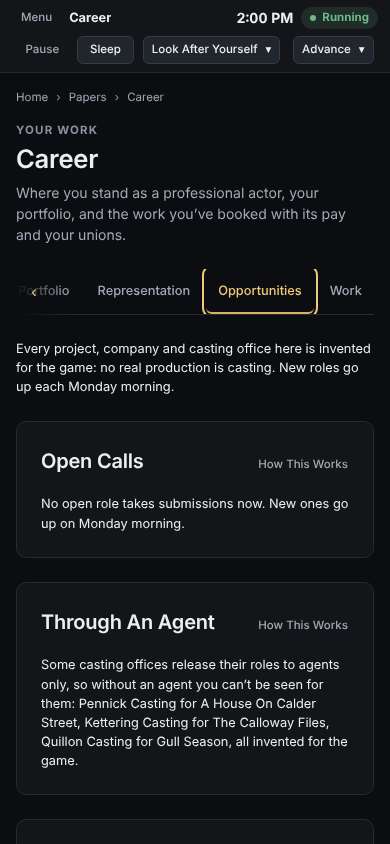 Menu Career 2:00 PM Running
Pause Sleep Look After Yourself Advance
Home › Papers › Career
YOUR WORK
Career
Where you stand as a professional actor, your
portfolio, and the work you’ve booked with its pay
and your unions.
Portfolio Representation Opportunities Work
Every project, company and casting office here is invented
for the game: no real production is casting. New roles go
up each Monday morning.
Open Calls How This Works
No open role takes submissions now. New ones go
up on Monday morning.
Through An Agent How This Works
Some casting offices release their roles to agents
only, so without an agent you can’t be seen for
them: Pennick Casting for A House On Calder
Street, Kettering Casting for The Calloway Files,
Quillon Casting for Gull Season, all invented for the
game.